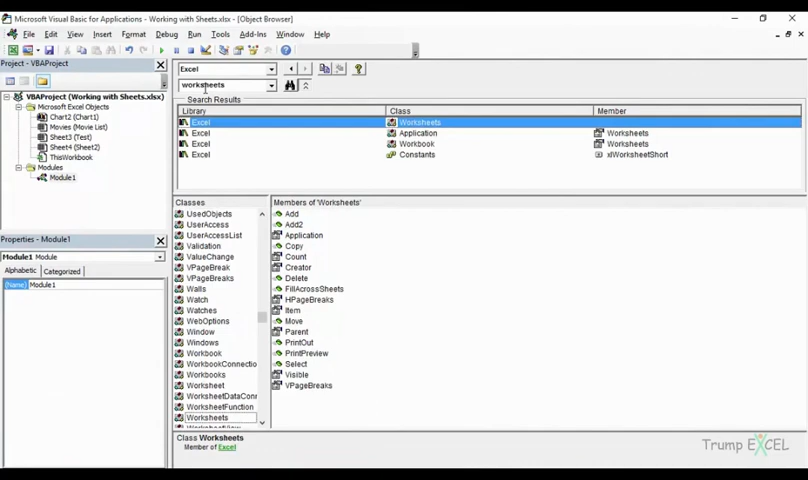 Microsoft Visual Basic for Applications - Working with Sheets.xlsx - [Object Browser]
File Edit View Insert Format Debug Run Tools Add-Ins Window Help
Project - VBAProject
VBAProject (Working with Sheets.xlsx)
Microsoft Excel Objects
Chart2 (Chart1)
Movies (Movie List)
Sheet3 (Test)
Sheet4 (Sheet2)
ThisWorkbook
Modules
Module1
Properties - Module1
Module1 Module
Alphabetic Categorized
(Name) Module1
Excel
worksheets
Search Results
Library Class Member
Excel Worksheets
Excel Application Worksheets
Excel Workbook Worksheets
Excel Constants xlWorksheetShort
Classes
UsedObjects
UserAccess
UserAccessList
Validation
ValueChange
VPageBreak
VPageBreaks
Walls
Watch
Watches
WebOptions
Window
Windows
Workbook
WorkbookConnectio
Workbooks
Worksheet
WorksheetDataConr
WorksheetFunction
Worksheets
Members of 'Worksheets'
Add
Add2
Application
Copy
Count
Creator
Delete
FillAcrossSheets
HPageBreaks
Item
Move
Parent
PrintOut
PrintPreview
Select
Visible
VPageBreaks
Class Worksheets
Member of Excel
Trump EXCEL